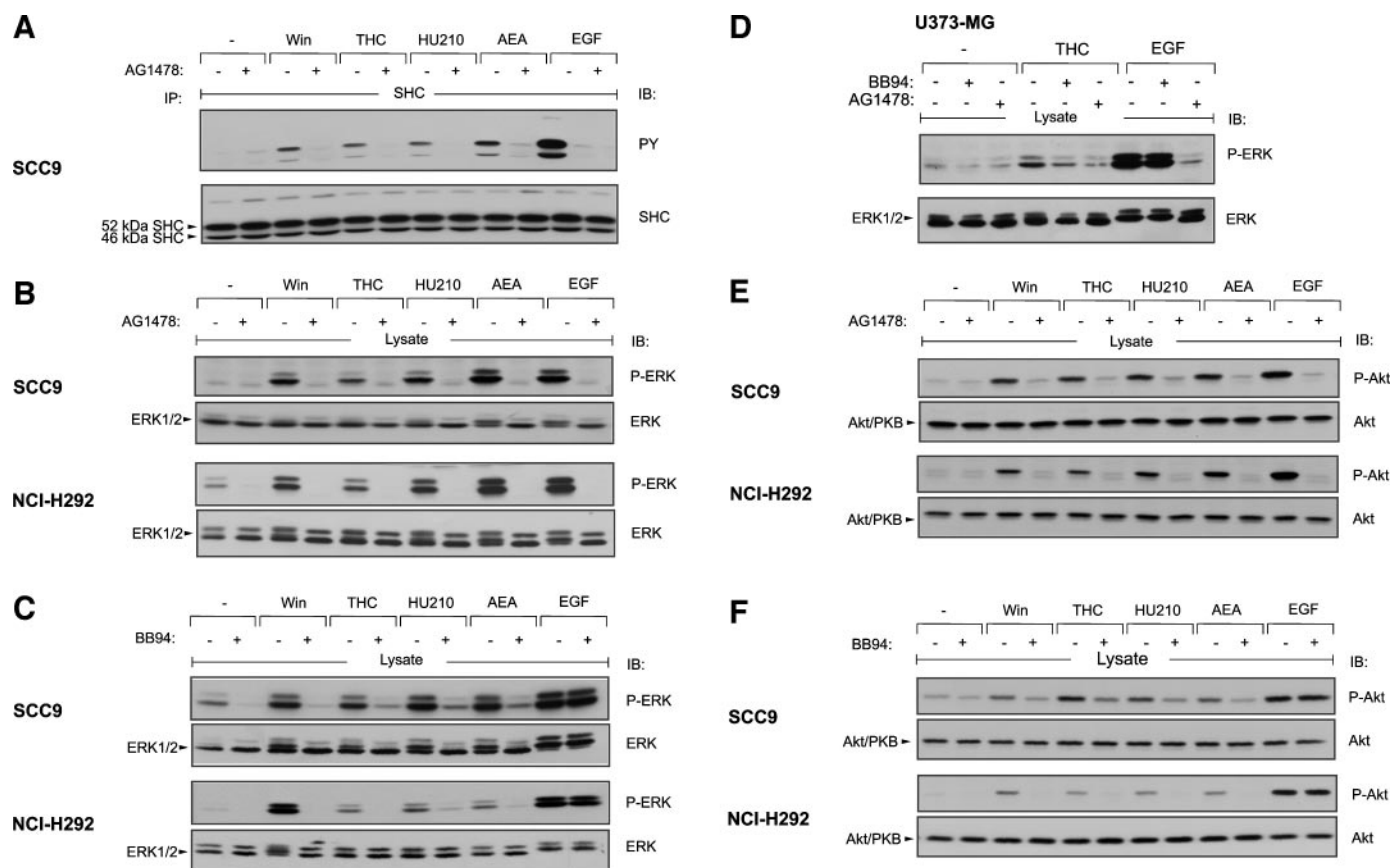 A
- Win THC HU210 AEA EGF
AG1478: - + - + - + - + - + - +
IP: SHC IB:
SCC9
PY
52 kDa SHC
46 kDa SHC
SHC
B
- Win THC HU210 AEA EGF
AG1478: - + - + - + - + - + - +
Lysate IB:
SCC9
P-ERK
ERK1/2 ERK
NCI-H292
P-ERK
ERK1/2 ERK
C
- Win THC HU210 AEA EGF
BB94: - + - + - + - + - + - +
Lysate IB:
SCC9
P-ERK
ERK1/2 ERK
NCI-H292
P-ERK
ERK1/2 ERK
D
U373-MG
- THC EGF
BB94: - + - - + - - + -
AG1478: - - + - - + - - +
Lysate IB:
P-ERK
ERK1/2 ERK
E
- Win THC HU210 AEA EGF
AG1478: - + - + - + - + - + - +
Lysate IB:
SCC9
P-Akt
Akt/PKB Akt
NCI-H292
P-Akt
Akt/PKB Akt
F
- Win THC HU210 AEA EGF
BB94: - + - + - + - + - + - +
Lysate IB:
SCC9
P-Akt
Akt/PKB Akt
NCI-H292
P-Akt
Akt/PKB Akt